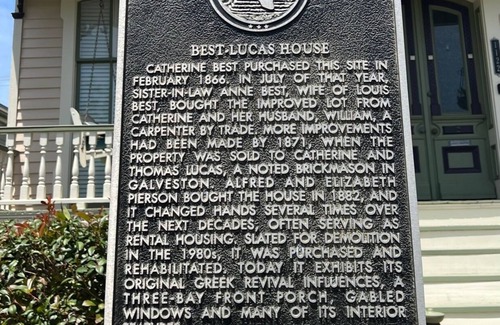 BEST-LUCAS HOUSE
CATHERINE BEST PURCHASED THIS SITE IN
FEBRUARY 1866. IN JULY OF THAT YEAR,
SISTER-IN-LAW ANNE BEST, WIFE OF LOUIS
BEST, BOUGHT THE IMPROVED LOT FROM
CATHERINE AND HER HUSBAND, WILLIAM, A
CARPENTER BY TRADE. MORE IMPROVEMENTS
HAD BEEN MADE BY 1871, WHEN THE
PROPERTY WAS SOLD TO CATHERINE AND
THOMAS LUCAS, A NOTED BRICKMASON IN
GALVESTON. ALFRED AND ELIZABETH
PIERSON BOUGHT THE HOUSE IN 1882, AND
IT CHANGED HANDS SEVERAL TIMES OVER
THE NEXT DECADES, OFTEN SERVING AS
RENTAL HOUSING. SLATED FOR DEMOLITION
IN THE 1980s, IT WAS PURCHASED AND
REHABILITATED. TODAY IT EXHIBITS ITS
ORIGINAL GREEK REVIVAL INFLUENCES, A
THREE-BAY FRONT PORCH, GABLED
WINDOWS AND MANY OF ITS INTERIOR